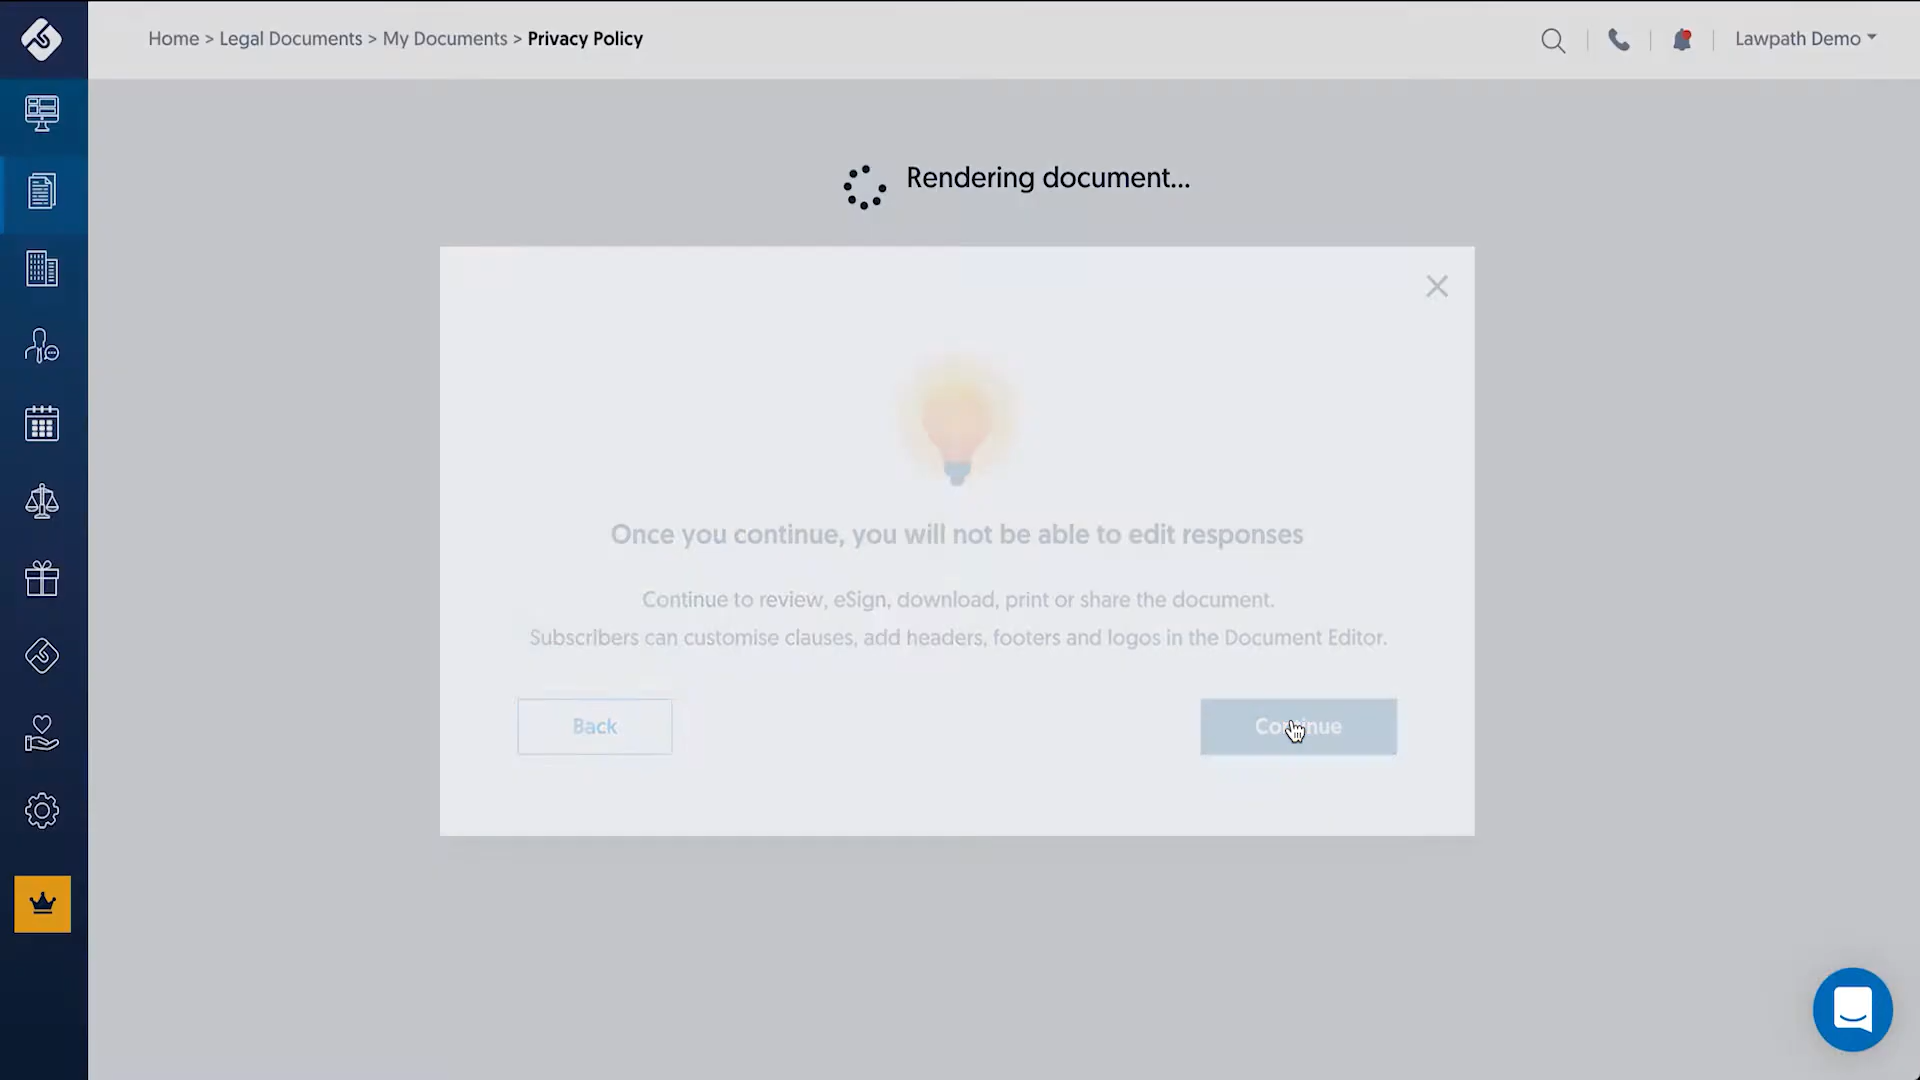 Home > Legal Documents > My Documents > Privacy Policy
Lawpath Demo
Rendering document...
Once you continue, you will not be able to edit responses
Continue to review, eSign, download, print or share the document.
Subscribers can customise clauses, add headers, footers and logos in the Document Editor.
Back
Continue